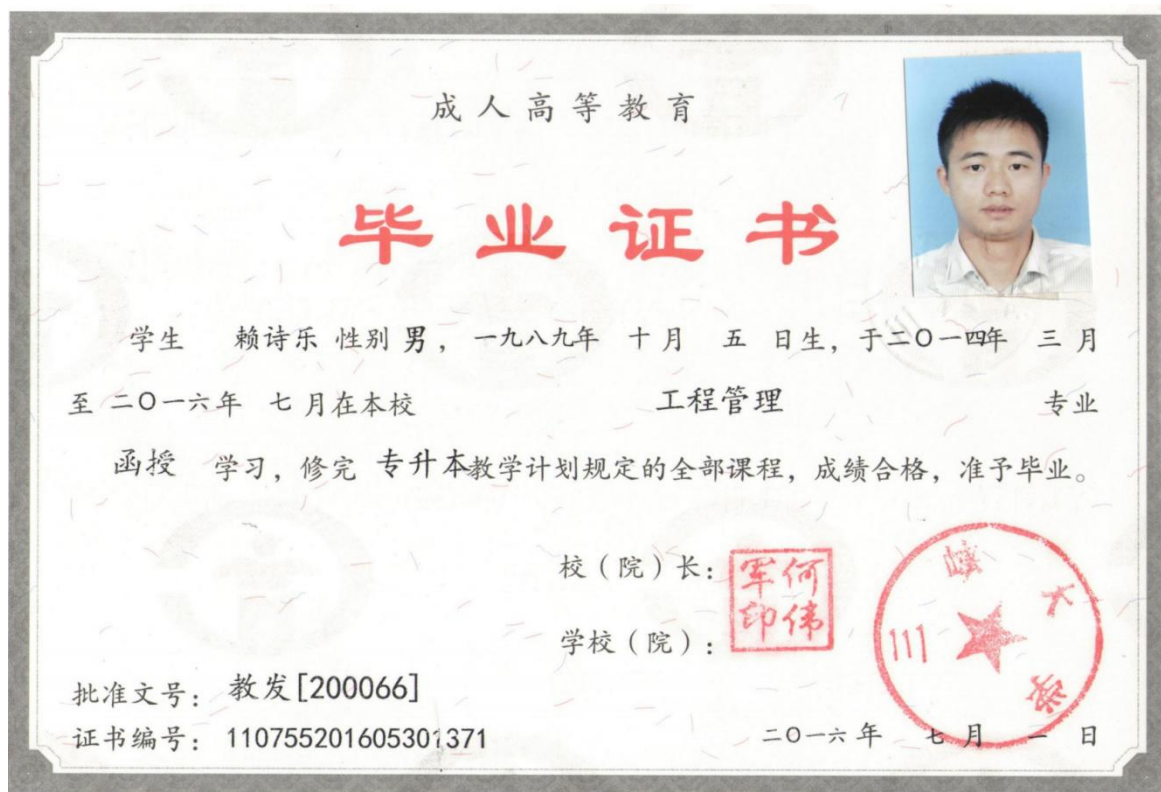 成人高等教育
毕业证书
学生 赖诗乐 性别 男，一九八九年 十月 五 日生，于二〇一四年 三 月
至 二〇一六年 七 月在本校 工程管理 专业
函授 学习，修完 专升本教学计划规定的全部课程，成绩合格，准予毕业。
校（院）长：
何伟军印
学校（院）：
三峡大学
批准文号： 教发[200066]
证书编号： 110755201605301371
二〇一六年 七月 一 日